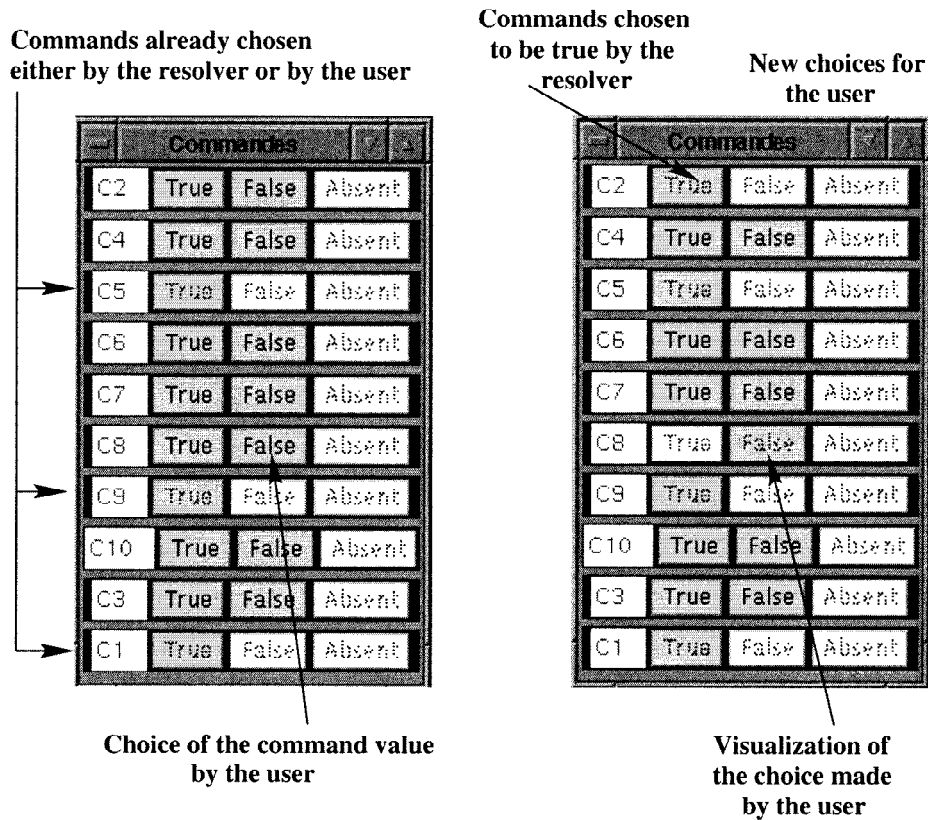 Commands already chosen
either by the resolver or by the user
Commands chosen
to be true by the
resolver
New choices for
the user
Commandes
C2 True False Absent
C4 True False Absent
C5 True False Absent
C6 True False Absent
C7 True False Absent
C8 True False Absent
C9 True False Absent
C10 True False Absent
C3 True False Absent
C1 True False Absent
Commandes
C2 True False Absent
C4 True False Absent
C5 True False Absent
C6 True False Absent
C7 True False Absent
C8 True False Absent
C9 True False Absent
C10 True False Absent
C3 True False Absent
C1 True False Absent
Choice of the command value
by the user
Visualization of
the choice made
by the user